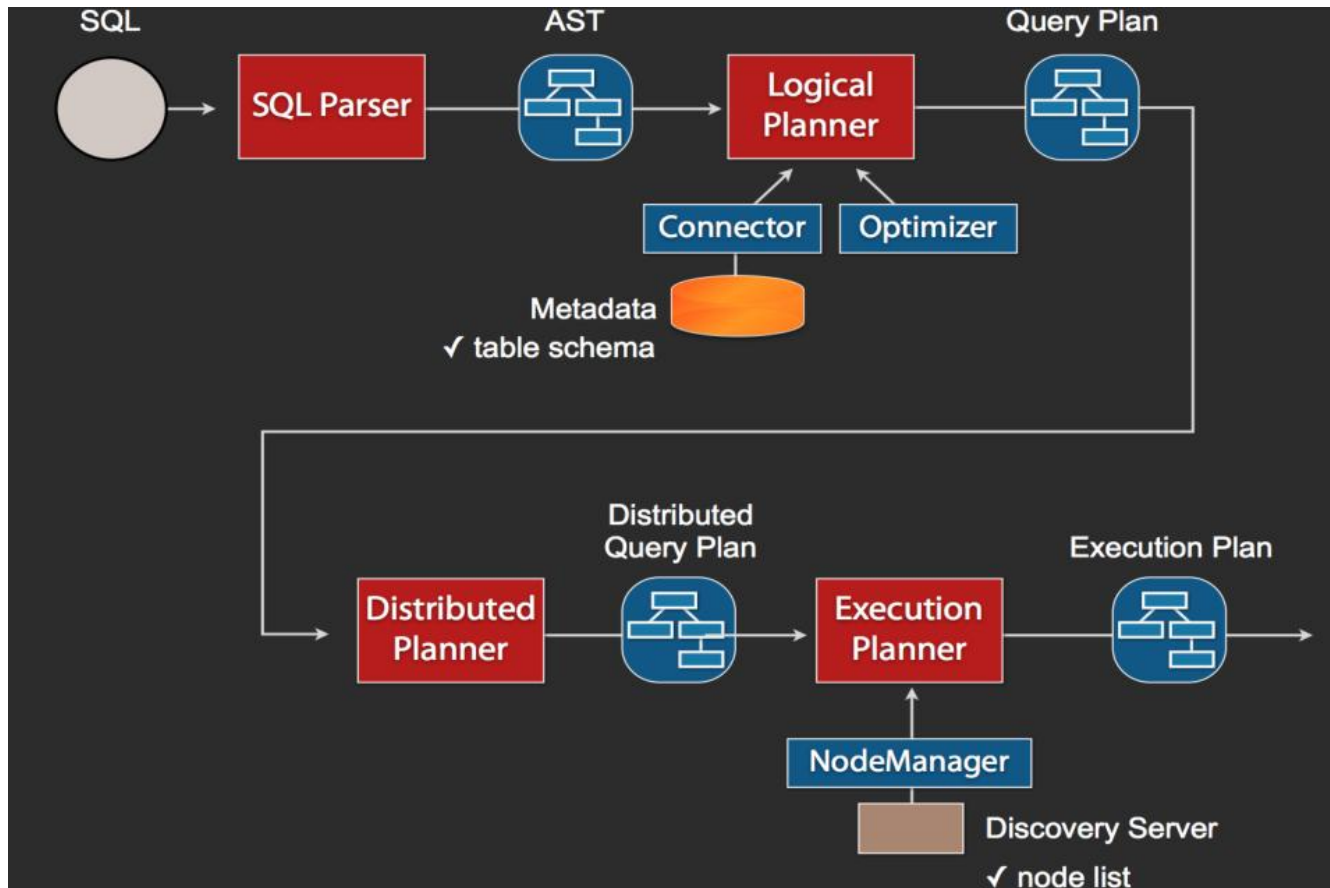 SQL
AST
Query Plan
SQL Parser
Logical
Planner
Connector
Optimizer
Metadata
✓ table schema
Distributed
Query Plan
Execution Plan
Distributed
Planner
Execution
Planner
NodeManager
Discovery Server
✓ node list